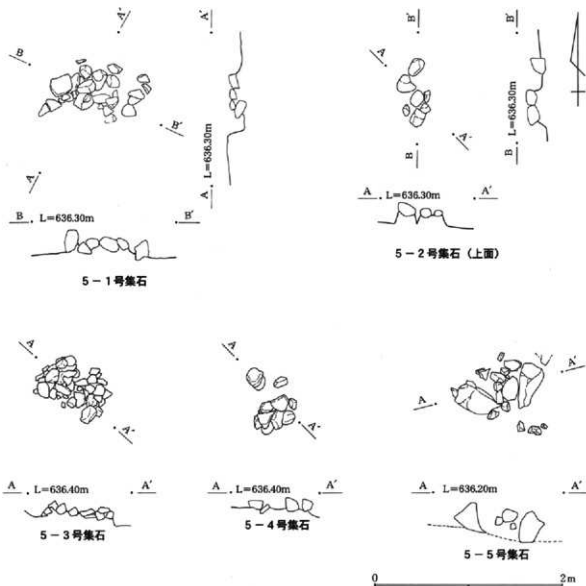 A'
A'
B
B'
A
A
L=636.30m
B L=636.30m B'
5－1号集石
B'
B'
A
A'
B
B
L=636.30m
A L=636.30m A'
5－2号集石（上面）
A
A'
A L=636.40m A'
5－3号集石
A
A'
A L=636.40m A'
5－4号集石
A'
A
A L=636.20m A'
5－5号集石
0 2m